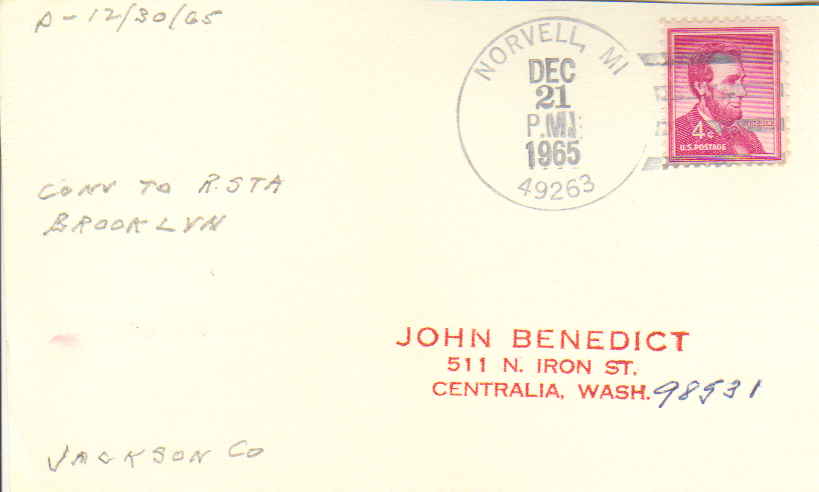 D-12/30/65
NORVELL, MI
DEC
21
P.M.
1965
49263
4¢
U.S. POSTAGE
CONV TO R.STA
BROOKLYN
JOHN BENEDICT
511 N. IRON ST.
CENTRALIA, WASH. 98531
JACKSON CO